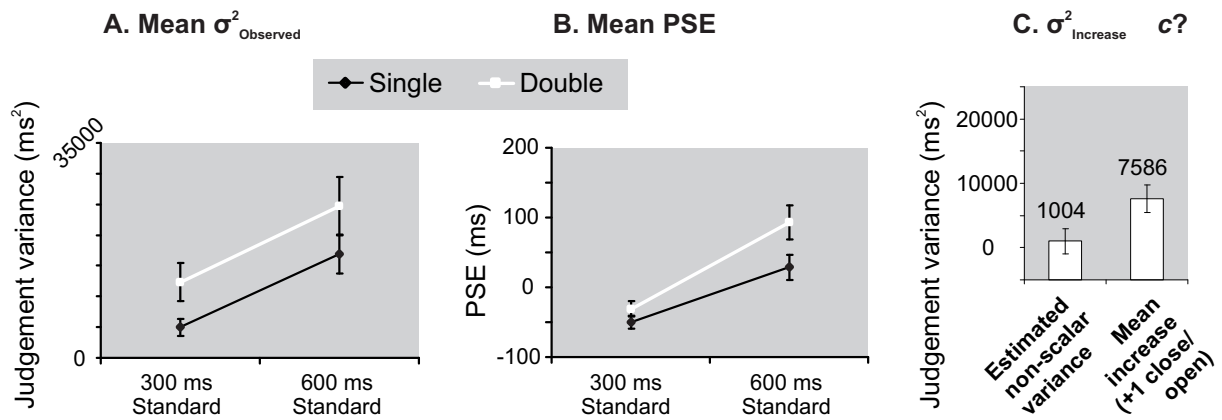 A. Mean σ²Observed
B. Mean PSE
C. σ²Increase c?
Single Double
Judgement variance (ms²)
35000
0
300 ms
Standard
600 ms
Standard
PSE (ms)
200
100
0
-100
300 ms
Standard
600 ms
Standard
Judgement variance (ms²)
20000
10000
0
1004
7586
Estimated
non-scalar
variance
Mean
increase
(+1 close/
open)